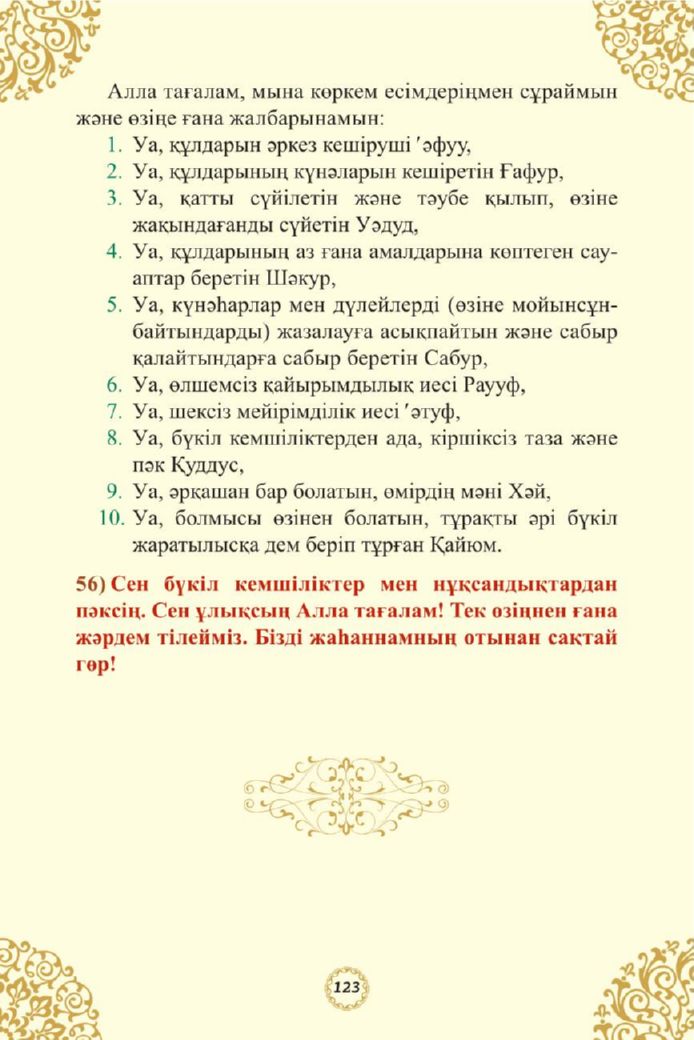 Алла тағалам, мына көркем есімдеріңмен сұраймын
және өзіңе ғана жалбарынамын:
1. Уа, құлдарын әркез кешіруші ʹәфуу,
2. Уа, құлдарының күнәларын кешіретін Ғафур,
3. Уа, қатты сүйілетін және тәубе қылып, өзіне
жақындағанды сүйетін Уәдуд,
4. Уа, құлдарының аз ғана амалдарына көптеген сау-
аптар беретін Шәкур,
5. Уа, күнәһарлар мен дүлейлерді (өзіне мойынсұн-
байтындарды) жазалауға асықпайтын және сабыр
қалайтындарға сабыр беретін Сабур,
6. Уа, өлшемсіз қайырымдылық иесі Раууф,
7. Уа, шексіз мейірімділік иесі ʹәтуф,
8. Уа, бүкіл кемшіліктерден ада, кіршіксіз таза және
пәк Қуддус,
9. Уа, әрқашан бар болатын, өмірдің мәні Хәй,
10. Уа, болмысы өзінен болатын, тұрақты әрі бүкіл
жаратылысқа дем беріп тұрған Қайюм.
56) Сен бүкіл кемшіліктер мен нұқсандықтардан
пәксің. Сен ұлықсың Алла тағалам! Тек өзіңнен ғана
жәрдем тілейміз. Бізді жаһаннамның отынан сақтай
гөр!
123